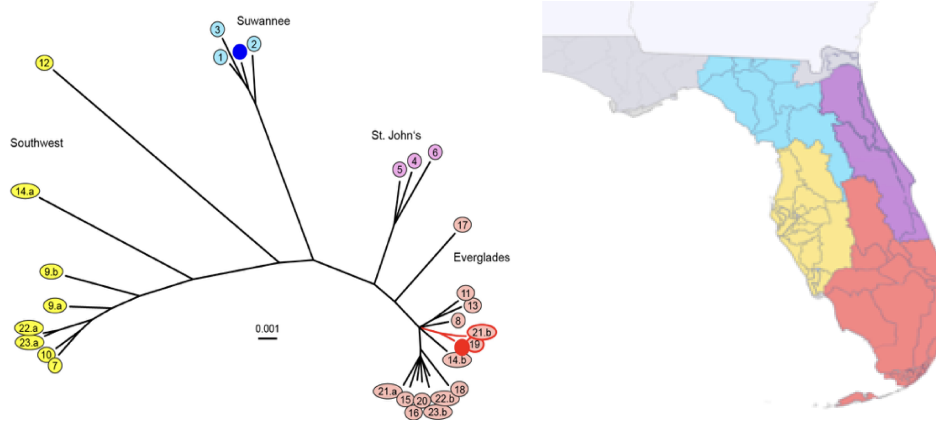 Suwannee
3
2
1
12
St. John's
Southwest
6
4
5
14.a
17
Everglades
9.b
11
13
9.a
8
0.001
22.a
21.b
23.a
19
10
14.b
7
21.a
18
15
20
22.b
16
23.b